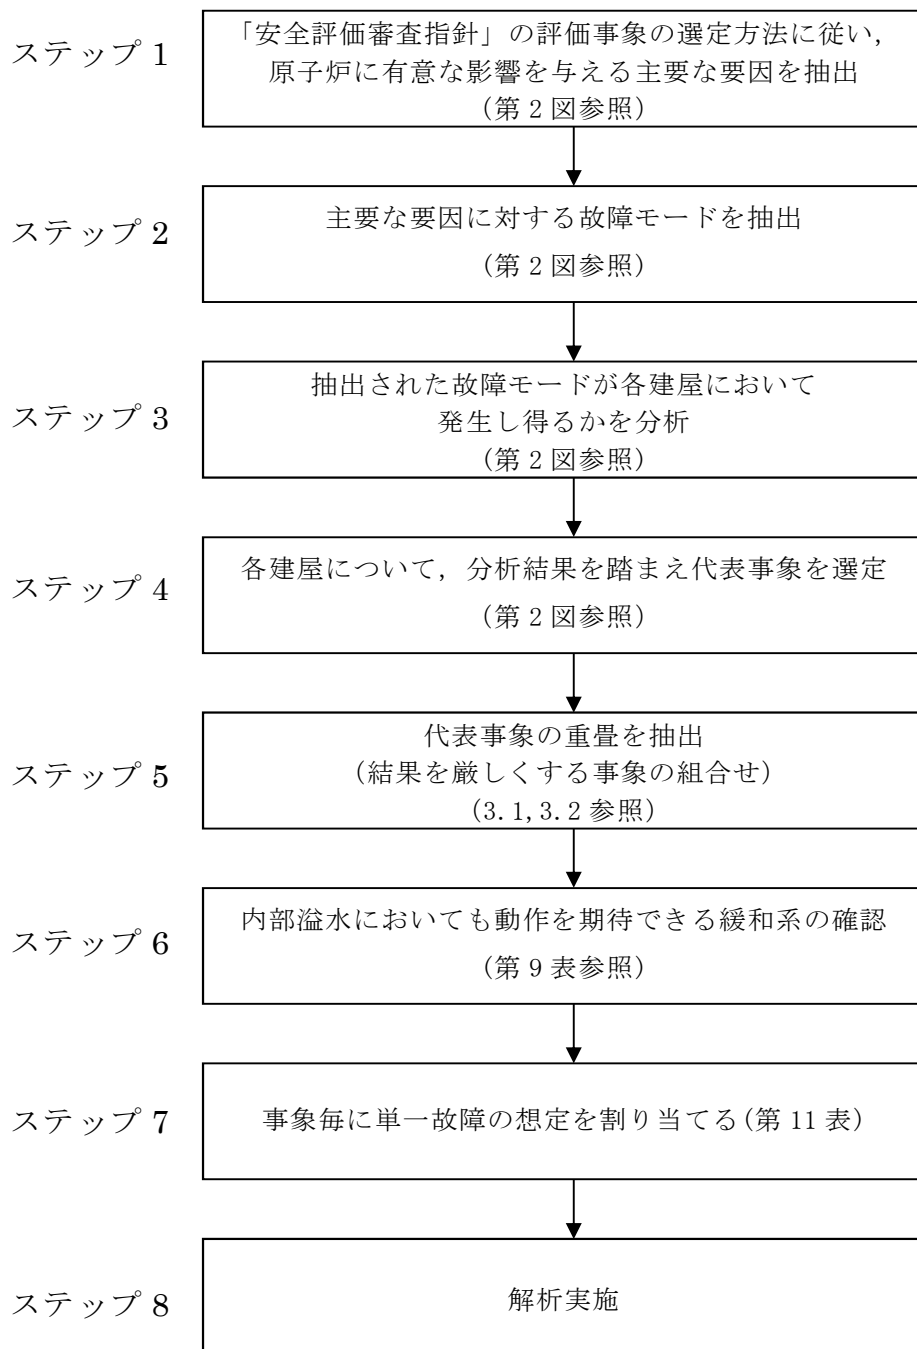 ステップ 1
「安全評価審査指針」の評価事象の選定方法に従い，
原子炉に有意な影響を与える主要な要因を抽出
(第 2 図参照)
ステップ 2
主要な要因に対する故障モードを抽出
(第 2 図参照)
ステップ 3
抽出された故障モードが各建屋において
発生し得るかを分析
(第 2 図参照)
ステップ 4
各建屋について，分析結果を踏まえ代表事象を選定
(第 2 図参照)
ステップ 5
代表事象の重畳を抽出
(結果を厳しくする事象の組合せ)
(3.1,3.2 参照)
ステップ 6
内部溢水においても動作を期待できる緩和系の確認
(第 9 表参照)
ステップ 7
事象毎に単一故障の想定を割り当てる(第 11 表)
ステップ 8
解析実施